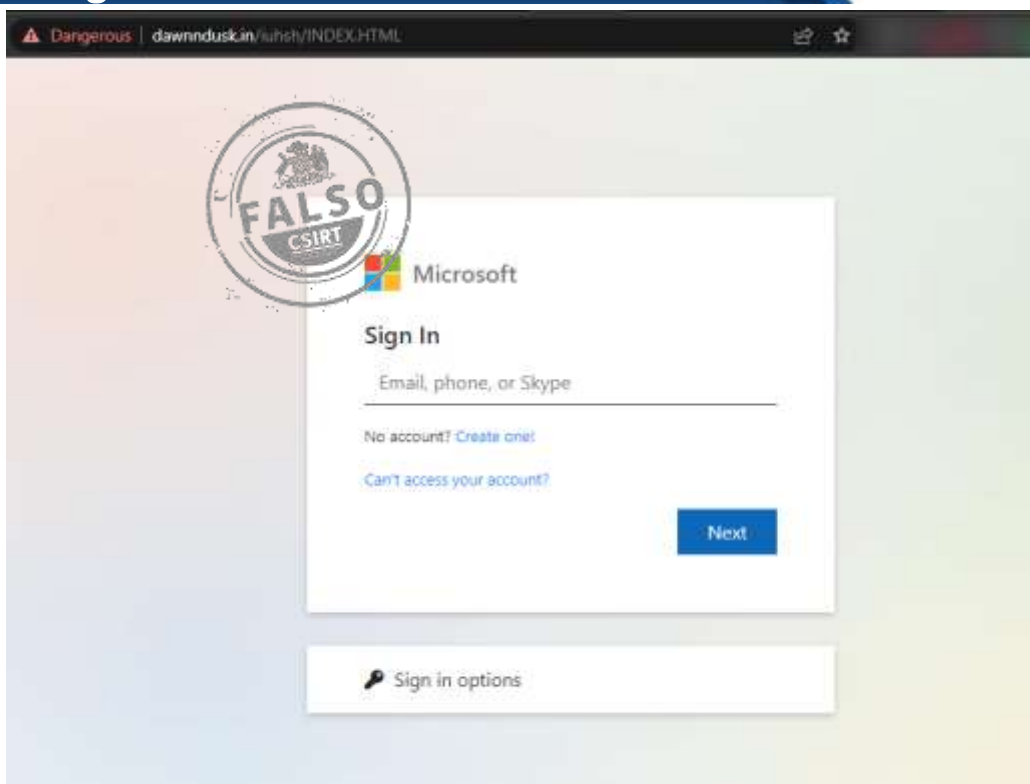 Dangerous | dawnndusk.in/iuhsh/INDEX.HTML
FALSO
CSIRT
Microsoft
Sign In
Email, phone, or Skype
No account? Create one!
Can't access your account?
Next
Sign in options